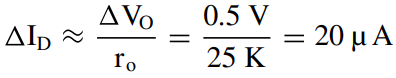 ΔI_D ≈ ΔV_O / r_o = 0.5 V / 25 K = 20 μ A